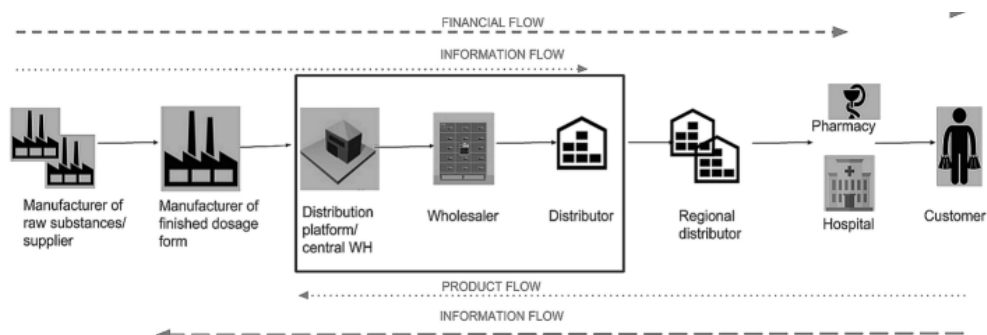 FINANCIAL FLOW
INFORMATION FLOW
Manufacturer of
raw substances/
supplier
Manufacturer of
finished dosage
form
Distribution
platform/
central WH
Wholesaler
Distributor
Regional
distributor
Pharmacy
Hospital
Customer
PRODUCT FLOW
INFORMATION FLOW